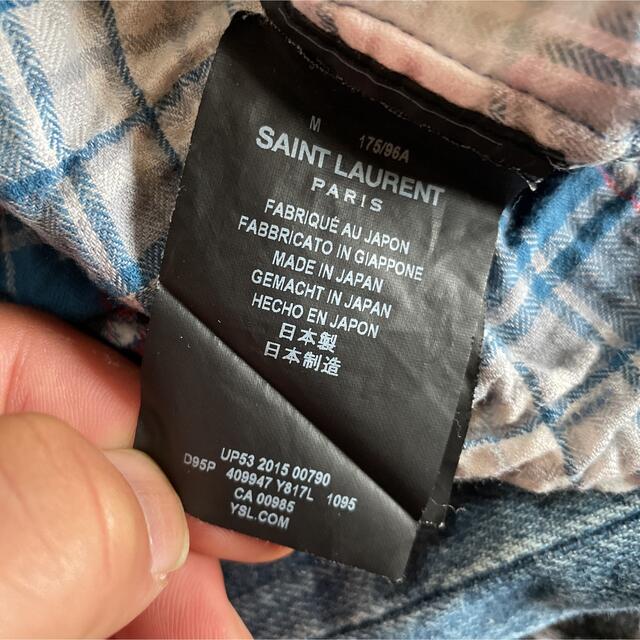 M 175/96A
SAINT LAURENT
PARIS
FABRIQUÉ AU JAPON
FABBRICATO IN GIAPPONE
MADE IN JAPAN
GEMACHT IN JAPAN
HECHO EN JAPON
日本製
日本制造
UP53 2015 00790
D95P 409947 Y817L 1095
CA 00985
YSL.COM